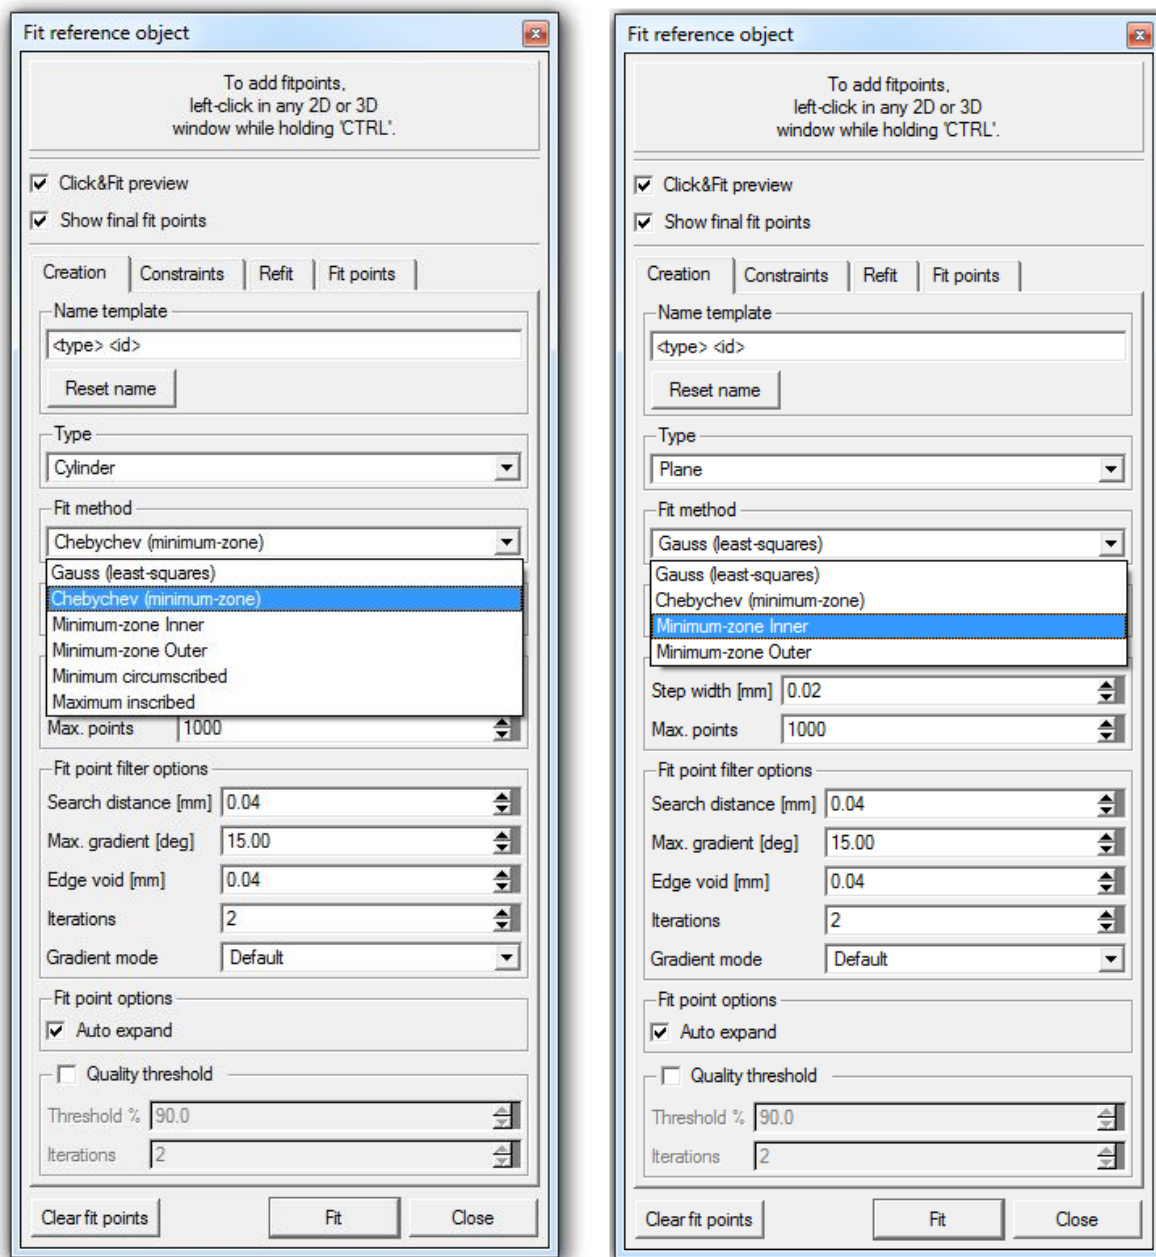 Fit reference object
To add fitpoints,
left-click in any 2D or 3D
window while holding 'CTRL'.
Click&Fit preview
Show final fit points
Creation Constraints Refit Fit points
Name template
<type> <id>
Reset name
Type
Cylinder
Fit method
Chebychev (minimum-zone)
Gauss (least-squares)
Chebychev (minimum-zone)
Minimum-zone Inner
Minimum-zone Outer
Minimum circumscribed
Maximum inscribed
Max. points 1000
Fit point filter options
Search distance [mm] 0.04
Max. gradient [deg] 15.00
Edge void [mm] 0.04
Iterations 2
Gradient mode Default
Fit point options
Auto expand
Quality threshold
Threshold % 90.0
Iterations 2
Clear fit points Fit Close
Fit reference object
To add fitpoints,
left-click in any 2D or 3D
window while holding 'CTRL'.
Click&Fit preview
Show final fit points
Creation Constraints Refit Fit points
Name template
<type> <id>
Reset name
Type
Plane
Fit method
Gauss (least-squares)
Gauss (least-squares)
Chebychev (minimum-zone)
Minimum-zone Inner
Minimum-zone Outer
Step width [mm] 0.02
Max. points 1000
Fit point filter options
Search distance [mm] 0.04
Max. gradient [deg] 15.00
Edge void [mm] 0.04
Iterations 2
Gradient mode Default
Fit point options
Auto expand
Quality threshold
Threshold % 90.0
Iterations 2
Clear fit points Fit Close